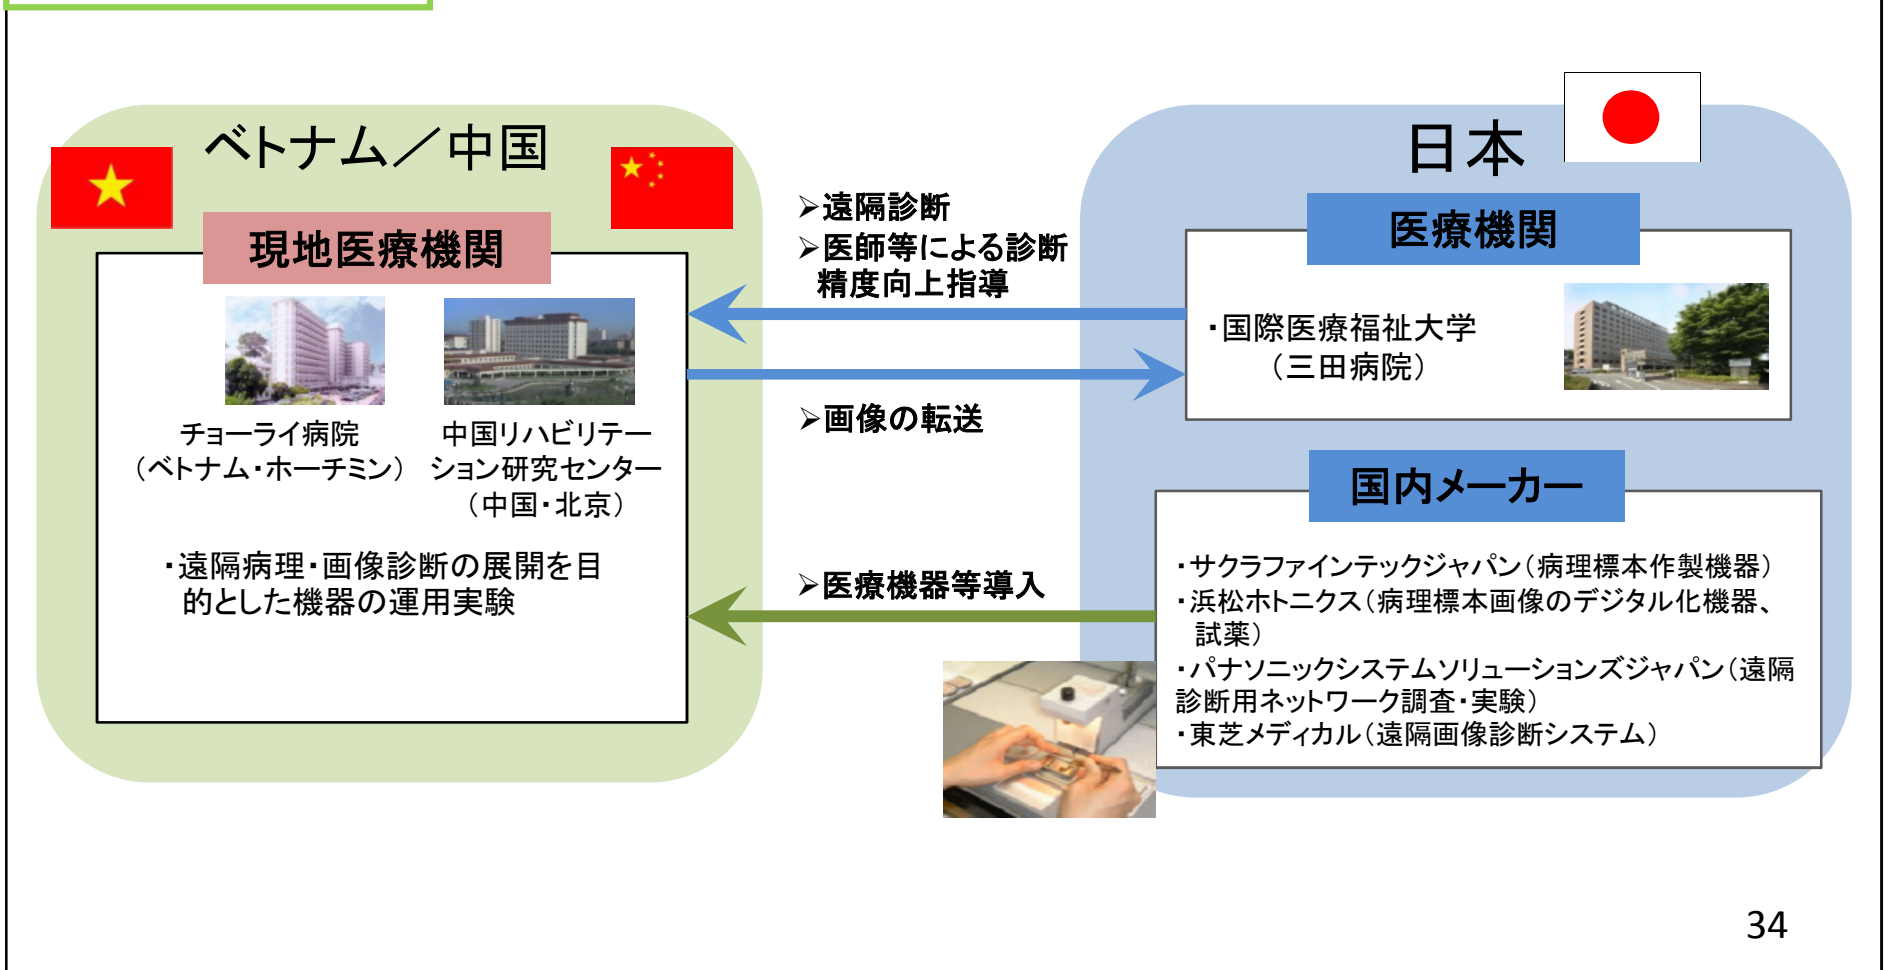 ベトナム／中国
現地医療機関
チョーライ病院
（ベトナム・ホーチミン）
中国リハビリテー
ション研究センター
（中国・北京）
・遠隔病理・画像診断の展開を目
的とした機器の運用実験
➢遠隔診断
➢医師等による診断
精度向上指導
➢画像の転送
➢医療機器等導入
日本
医療機関
・国際医療福祉大学
（三田病院）
国内メーカー
・サクラファインテックジャパン（病理標本作製機器）
・浜松ホトニクス（病理標本画像のデジタル化機器、
試薬）
・パナソニックシステムソリューションズジャパン（遠隔
診断用ネットワーク調査・実験）
・東芝メディカル（遠隔画像診断システム）
34